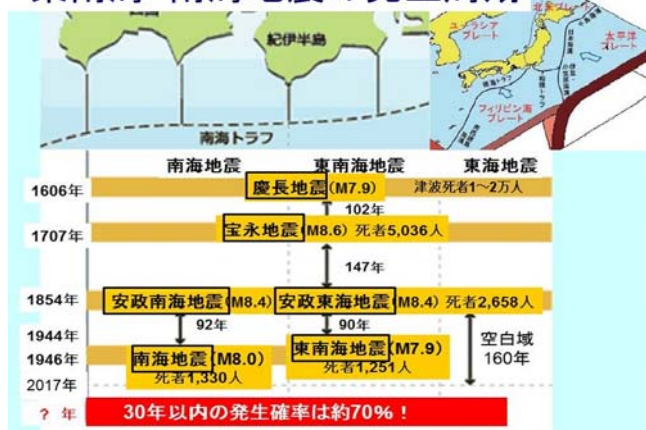 紀伊半島
南海トラフ
ユーラシア
プレート
北米
プレート
太平洋
プレート
フィリピン海
プレート
南海地震
東南海地震
東海地震
1606年
慶長地震(M7.9)
津波死者1～2万人
102年
1707年
宝永地震(M8.6) 死者5,036人
147年
1854年
安政南海地震(M8.4)
安政東海地震(M8.4) 死者2,658人
92年
90年
空白域
160年
1944年
1946年
南海地震(M8.0)
死者1,330人
東南海地震(M7.9)
死者1,251人
2017年
? 年
30年以内の発生確率は約70%！